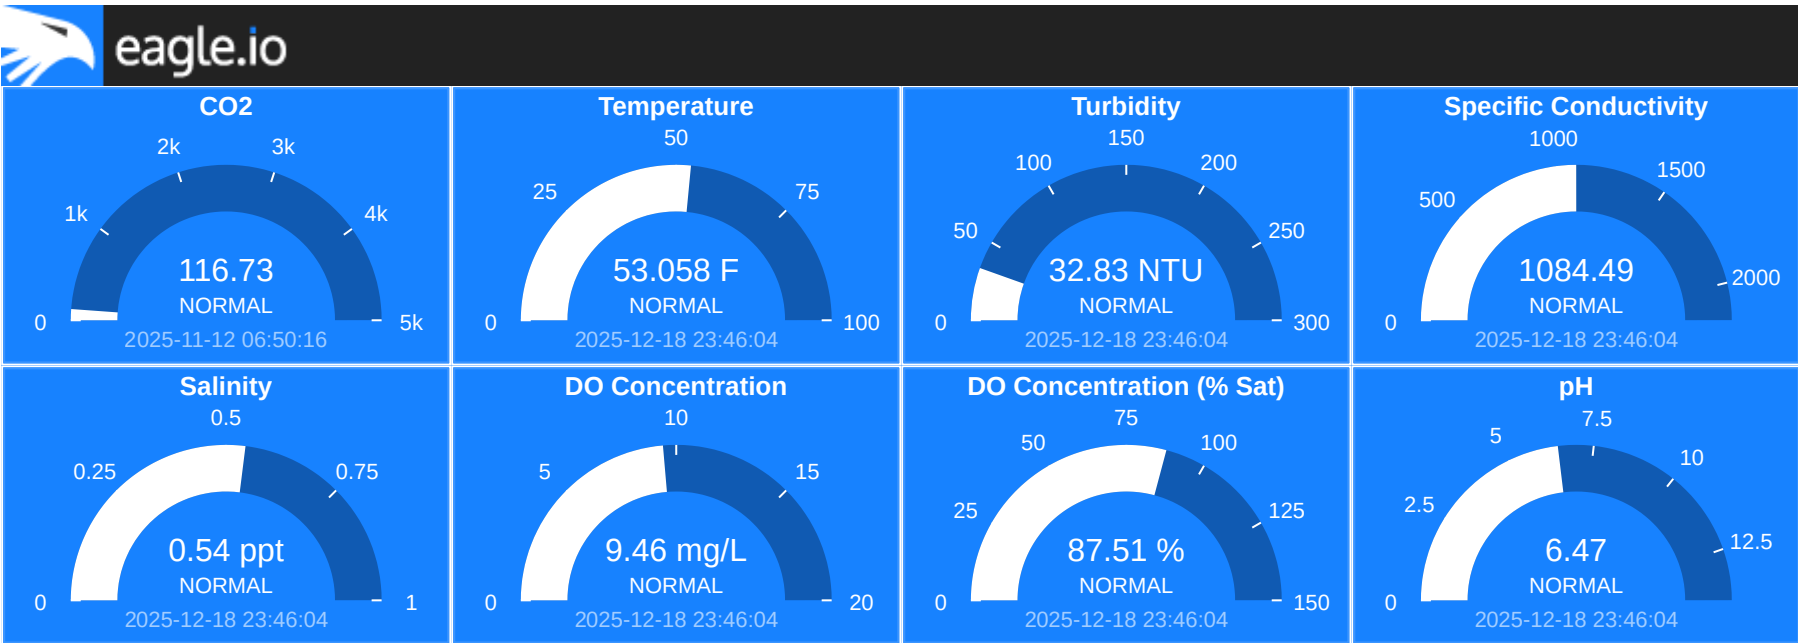 eagle.io
CO2
2k
3k
1k
4k
116.73
NORMAL
0
5k
2025-11-12 06:50:16
Temperature
50
25
75
53.058 F
NORMAL
0
100
2025-12-18 23:46:04
Turbidity
150
100
200
50
250
32.83 NTU
NORMAL
0
300
2025-12-18 23:46:04
Specific Conductivity
1000
1500
500
1084.49
2000
NORMAL
0
2025-12-18 23:46:04
Salinity
0.5
0.25
0.75
0.54 ppt
NORMAL
0
1
2025-12-18 23:46:04
DO Concentration
10
5
15
9.46 mg/L
NORMAL
0
20
2025-12-18 23:46:04
DO Concentration (% Sat)
75
50
100
25
125
87.51 %
NORMAL
0
150
2025-12-18 23:46:04
pH
7.5
5
10
2.5
12.5
6.47
NORMAL
0
2025-12-18 23:46:04